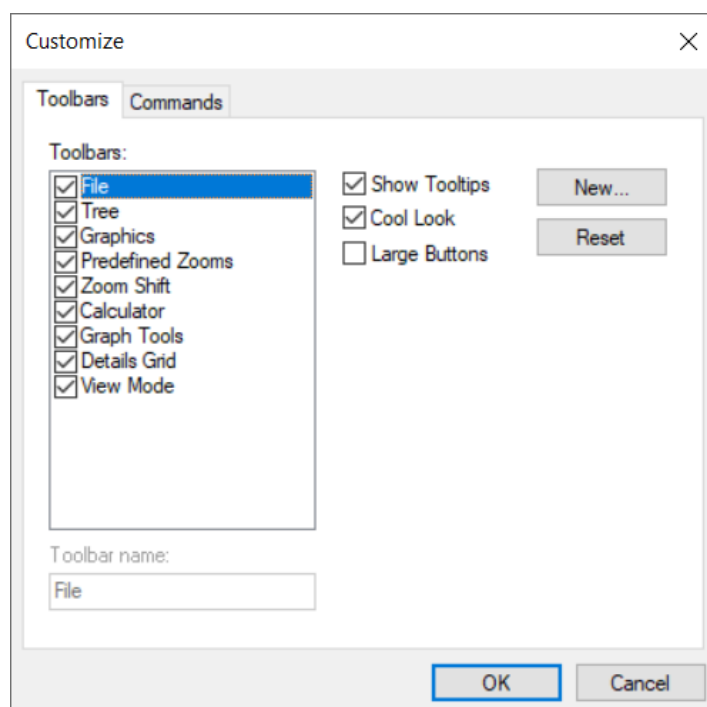 Customize
Toolbars
Commands
Toolbars:
File
Tree
Graphics
Predefined Zooms
Zoom Shift
Calculator
Graph Tools
Details Grid
View Mode
Show Tooltips
Cool Look
Large Buttons
New...
Reset
Toolbar name:
File
OK
Cancel